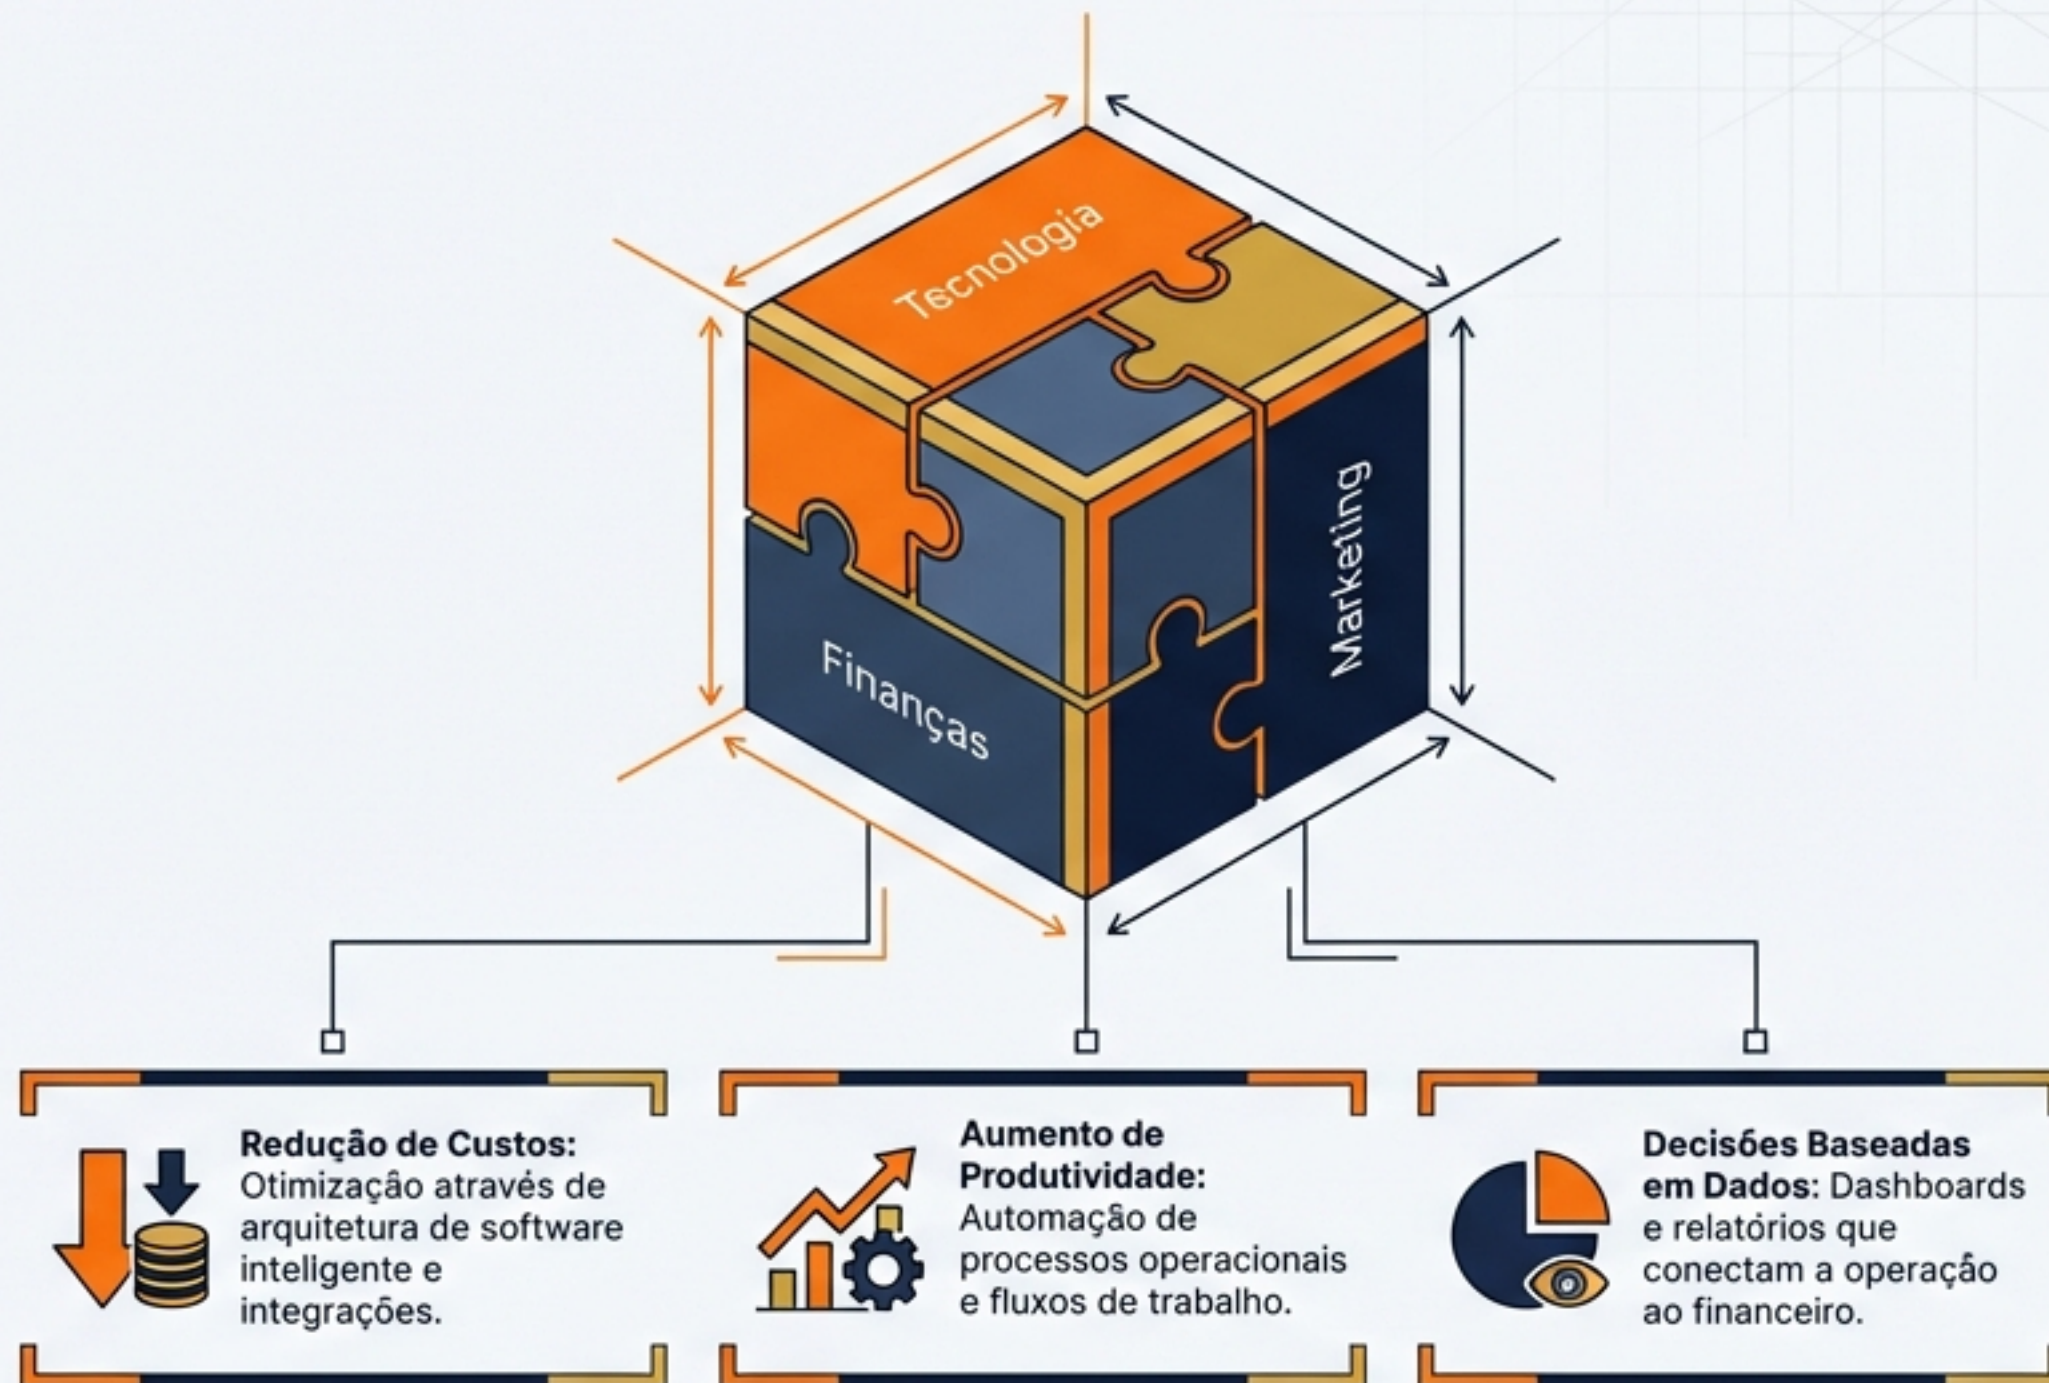 Tecnologia
Finanças
Marketing
Redução de Custos:
Otimização através de
arquitetura de software
inteligente e
integrações.
Aumento de
Produtividade:
Automação de
processos operacionais
e fluxos de trabalho.
Decisões Baseadas
em Dados: Dashboards
e relatórios que
conectam a operação
ao financeiro.